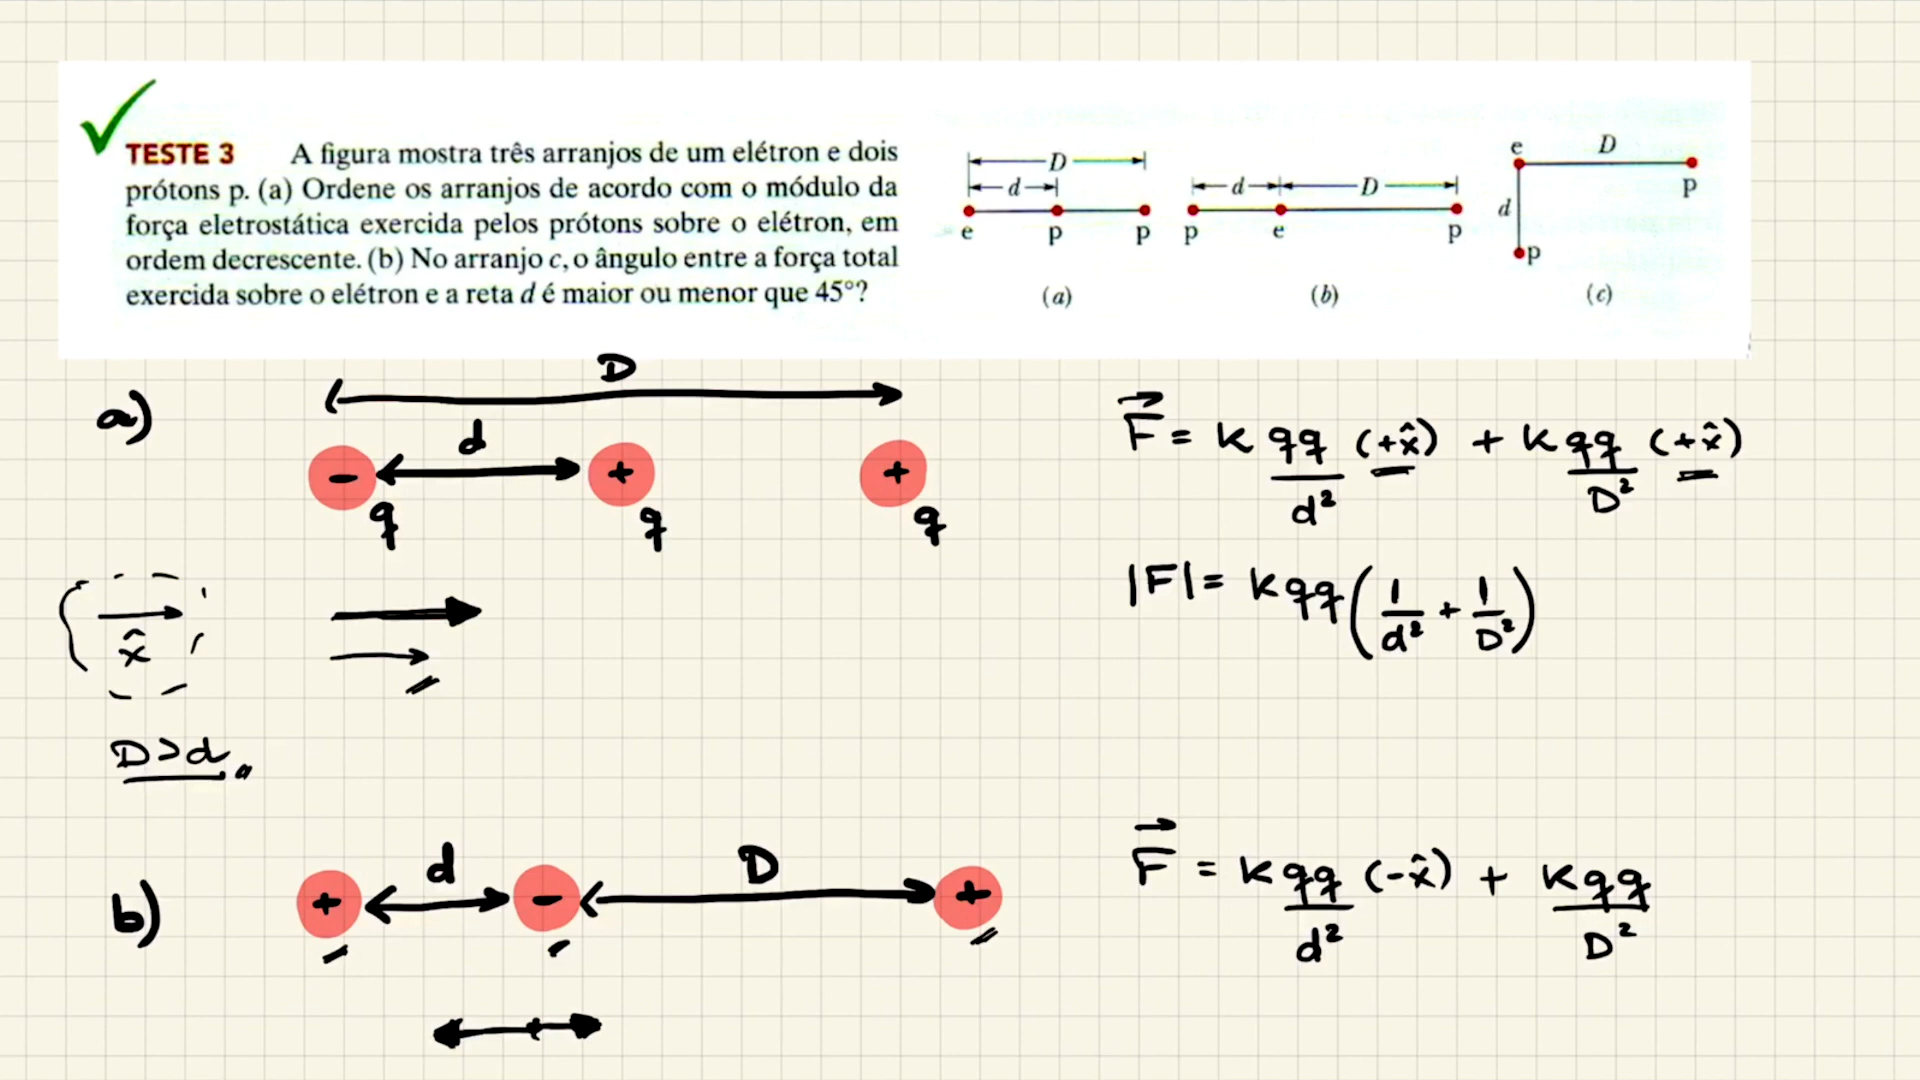 TESTE 3 A figura mostra três arranjos de um elétron e dois
prótons p. (a) Ordene os arranjos de acordo com o módulo da
força eletrostática exercida pelos prótons sobre o elétron, em
ordem decrescente. (b) No arranjo c, o ângulo entre a força total
exercida sobre o elétron e a reta d é maior ou menor que 45°?
D
d
e p p
(a)
d D
p e p
(b)
e D
p
d
p
(c)
a)
D
d
- + +
q q q
F⃗ = k qq/d² (+x̂) + k qq/D² (+x̂)
|F| = kqq(1/d² + 1/D²)
x̂
D>d
b)
d D
+ - +
F⃗ = k qq/d² (-x̂) + kqq/D²